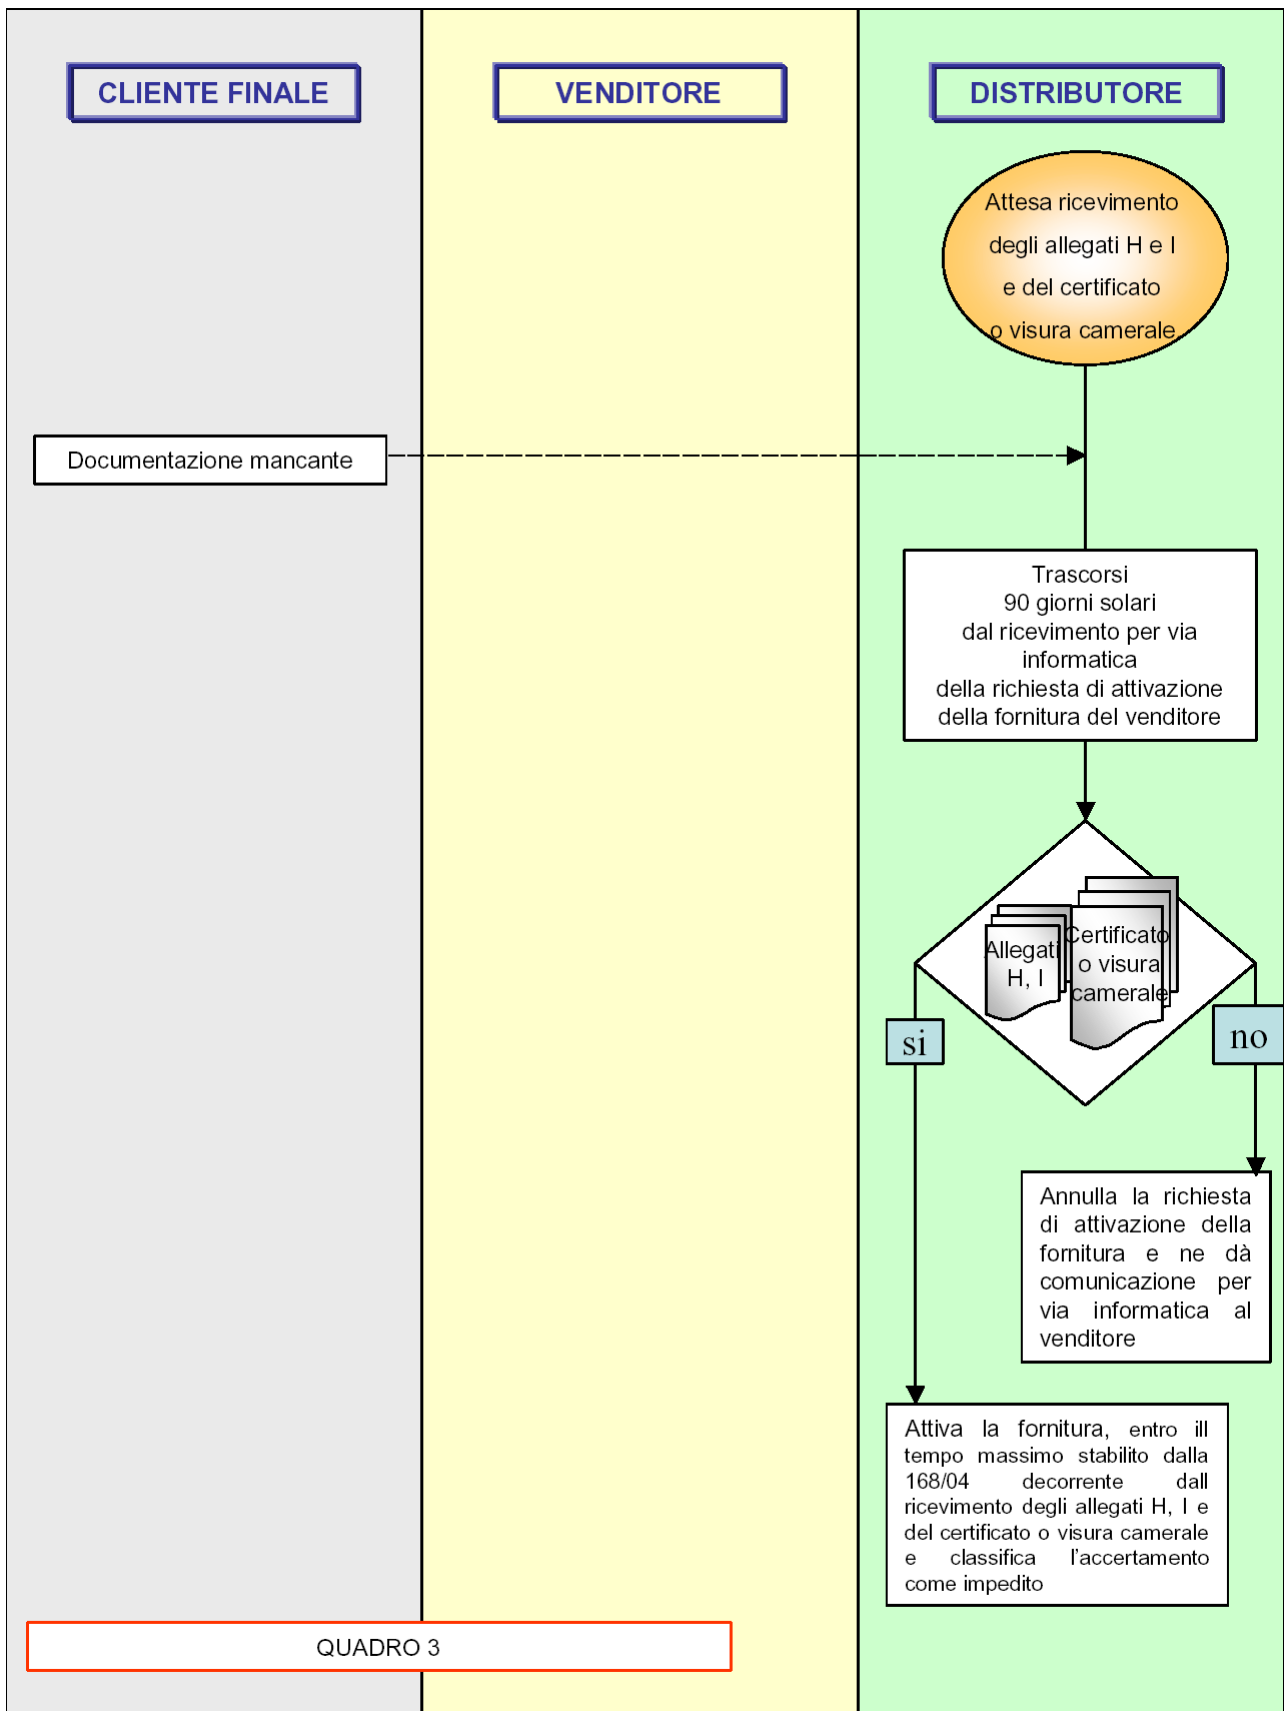 CLIENTE FINALE
VENDITORE
DISTRIBUTORE
Attesa ricevimento
degli allegati H e I
e del certificato
o visura camerale
Documentazione mancante
Trascorsi
90 giorni solari
dal ricevimento per via
informatica
della richiesta di attivazione
della fornitura del venditore
Allegati
H, I
Certificato
o visura
camerale
si
no
Annulla la richiesta
di attivazione della
fornitura e ne dà
comunicazione per
via informatica al
venditore
Attiva la fornitura, entro ill
tempo massimo stabilito dalla
168/04 decorrente dall
ricevimento degli allegati H, I e
del certificato o visura camerale
e classifica l'accertamento
come impedito
QUADRO 3